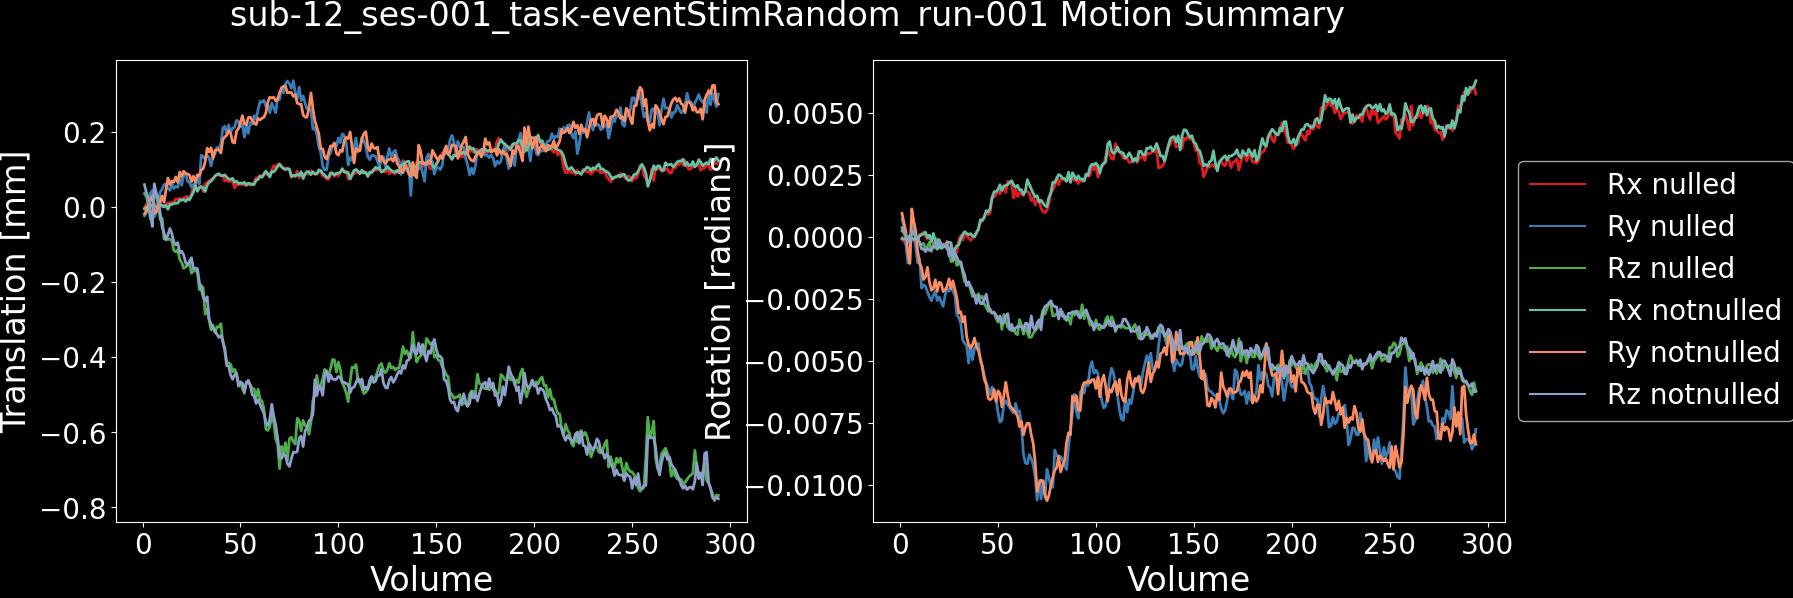 sub-12_ses-001_task-eventStimRandom_run-001 Motion Summary
Translation [mm]
0.2
0.0
−0.2
−0.4
−0.6
−0.8
0 50 100 150 200 250 300
Volume
Rotation [radians]
0.0050
0.0025
0.0000
−0.0025
−0.0050
−0.0075
−0.0100
0 50 100 150 200 250 300
Volume
Rx nulled
Ry nulled
Rz nulled
Rx notnulled
Ry notnulled
Rz notnulled